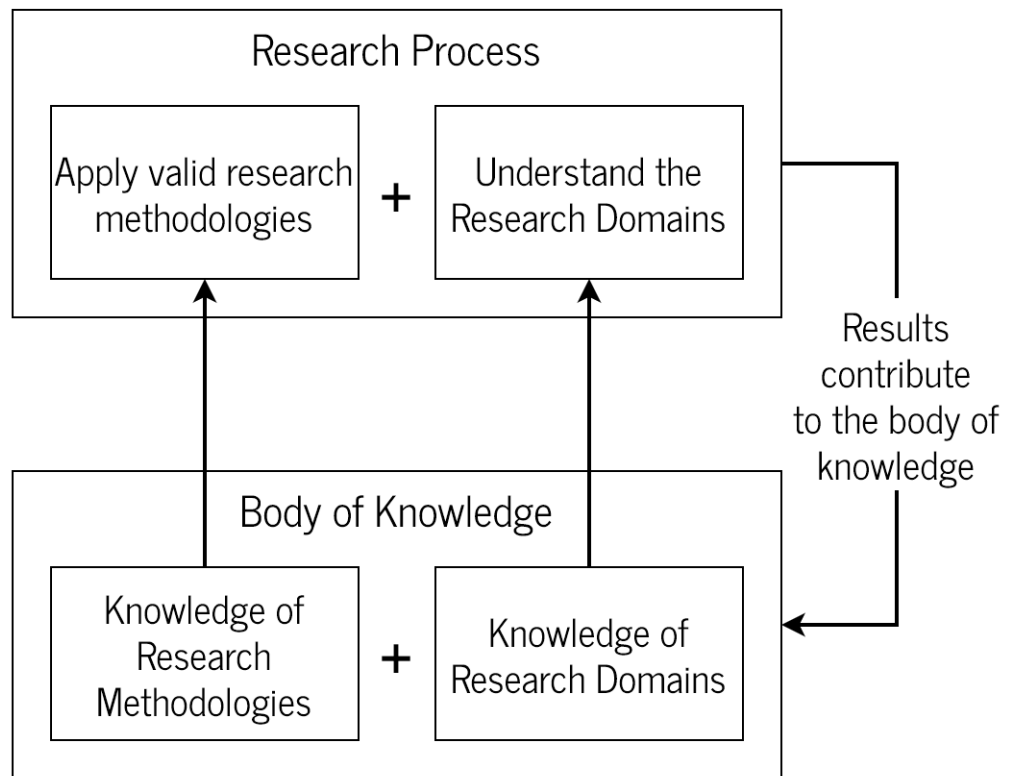 Research Process
Apply valid research
methodologies
+
Understand the
Research Domains
Results
contribute
to the body of
knowledge
Body of Knowledge
Knowledge of
Research
Methodologies
+
Knowledge of
Research Domains